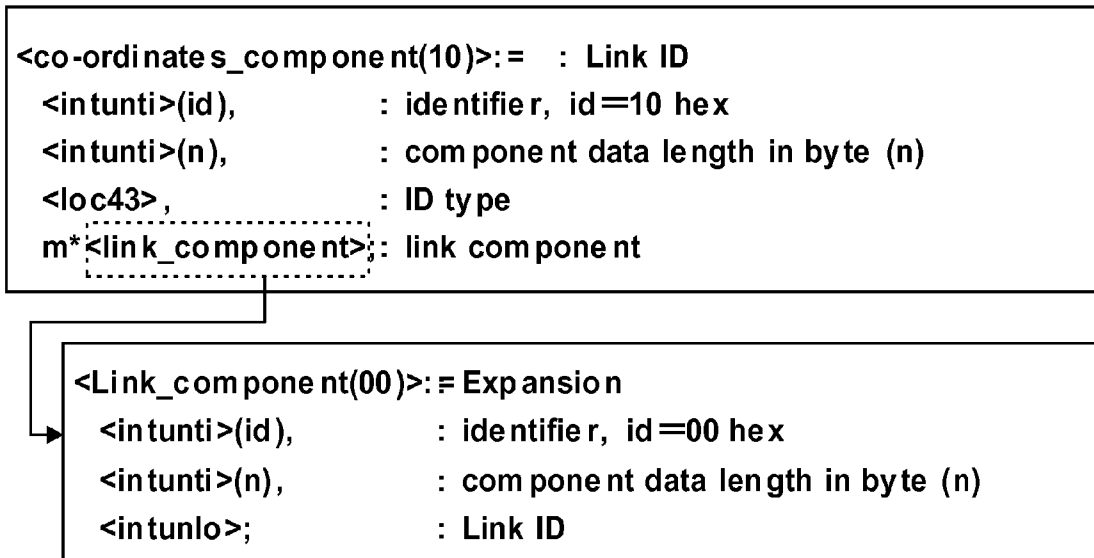 <co-ordinates_component(10)>:= : Link ID
<intunti>(id), : identifier, id=10 hex
<intunti>(n), : component data length in byte (n)
<loc43>, : ID type
m*<link_component>;: link component
<Link_component(00)>:= Expansion
<intunti>(id), : identifier, id=00 hex
<intunti>(n), : component data length in byte (n)
<intunlo>; : Link ID